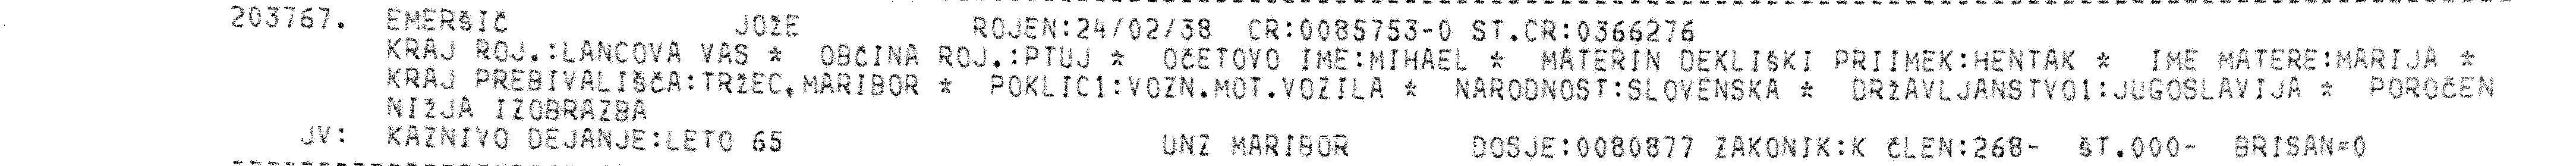 203767. EMERŠIČ JOŽE ROJEN:24/02/38 CR:0085753-0 ST.CR:0366276
KRAJ ROJ.:LANCOVA VAS * OBČINA ROJ.:PTUJ * OČETOVO IME:MIHAEL * MATERIN DEKLIŠKI PRIIMEK:HENTAK * IME MATERE:MARIJA *
KRAJ PREBIVALIŠČA:TRŽEC,MARIBOR * POKLIC1:VOZN.MOT.VOZILA * NARODNOST:SLOVENSKA * DRŽAVLJANSTVO1:JUGOSLAVIJA * POROČEN
NIŽJA IZOBRAZBA
JV: KAZNIVO DEJANJE:LETO 65 UNZ MARIBOR DOSJE:0080877 ZAKONIK:K ČLEN:268- ŠT.000- BRISAN=0